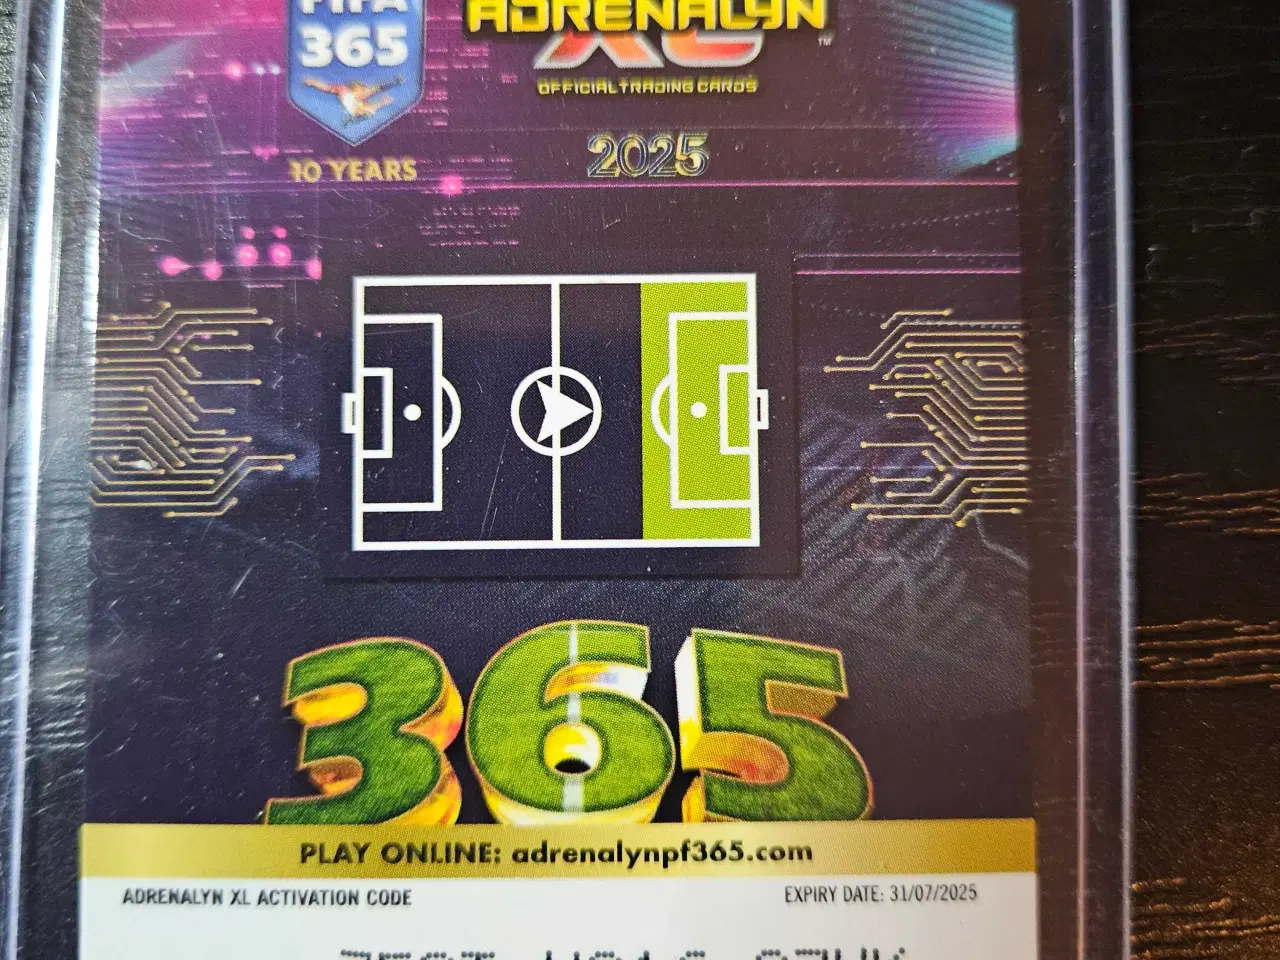 FIFA
365
10 YEARS
ADRENALYN
XL™
OFFICIAL TRADING CARDS
2025
365
PLAY ONLINE: adrenalynpf365.com
ADRENALYN XL ACTIVATION CODE
EXPIRY DATE: 31/07/2025